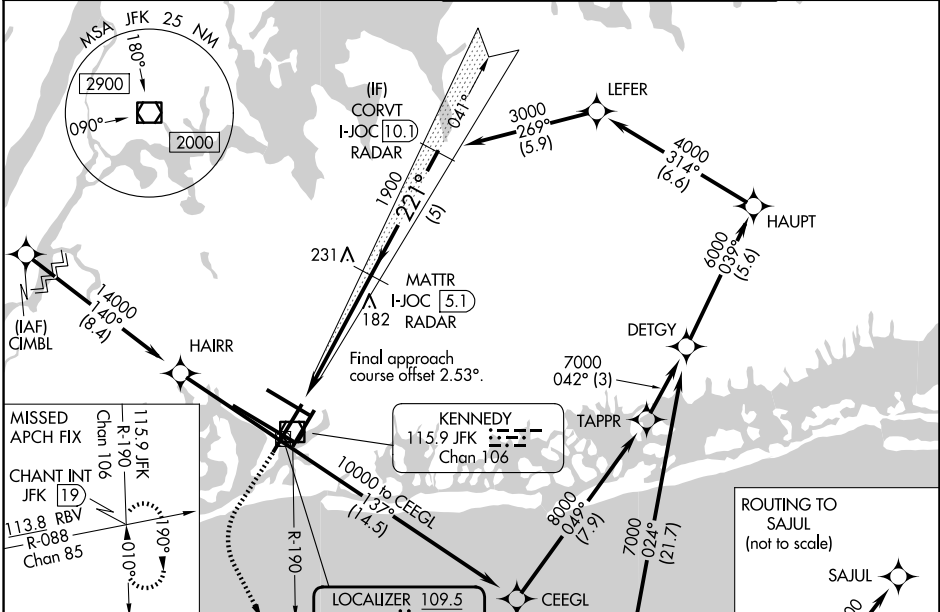 MSA JFK 25 NM
180°
2900
090°
2000
(IF)
CORVT
I-JOC 10.1
RADAR
041°
1900
221°
(5)
3000
269°
(5.9)
LEFER
4000
314°
(6.6)
HAUPT
6000
039°
(5.6)
231
MATTR
I-JOC 5.1
RADAR
182
(IAF)
CIMBL
14000
140°
(8.4)
HAIRR
Final approach
course offset 2.53°.
DETGY
7000
042° (3)
TAPPR
KENNEDY
115.9 JFK
Chan 106
MISSED
APCH FIX
115.9 JFK
R-190
Chan 106
CHANT INT
JFK 19
113.8 RBV
R-088
Chan 85
190°
010°
10000 to CEEGL
137°
(14.5)
R-190
8000
049°
(7.9)
7000
024°
(21.7)
LOCALIZER 109.5
CEEGL
ROUTING TO
SAJUL
(not to scale)
SAJUL